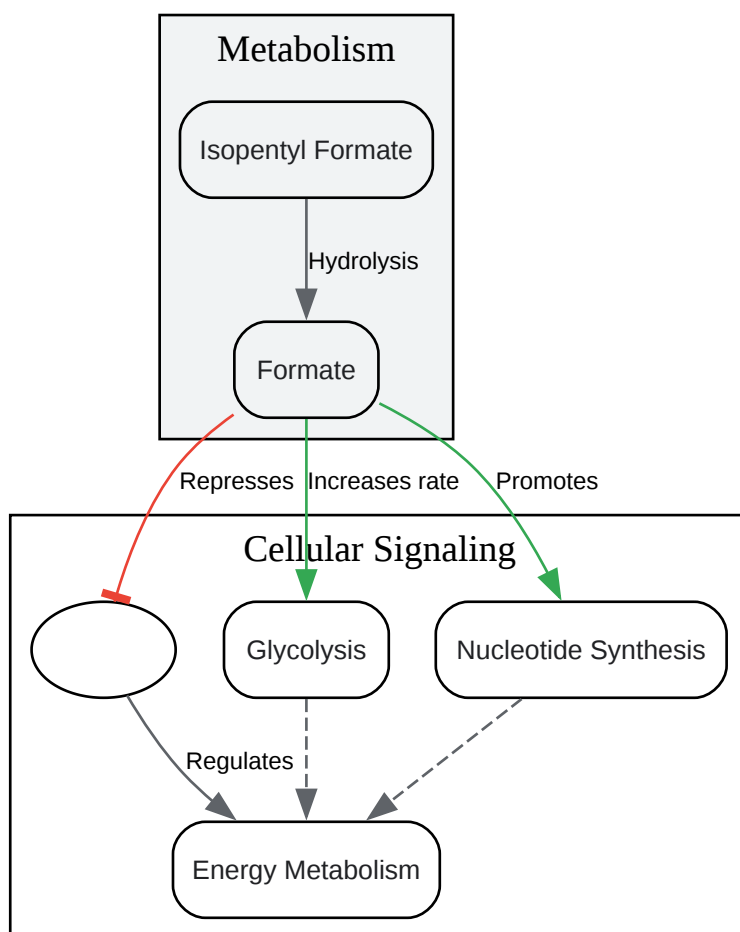 Metabolism
Isopentyl Formate
Hydrolysis
Formate
Represses
Increases rate
Promotes
Cellular Signaling
Glycolysis
Nucleotide Synthesis
Regulates
Energy Metabolism